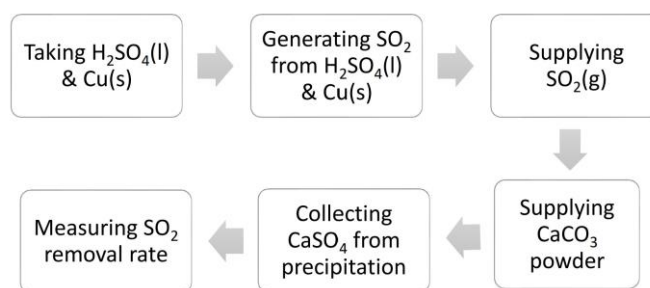 Taking H₂SO₄(l)
& Cu(s)
Generating SO₂
from H₂SO₄(l)
& Cu(s)
Supplying
SO₂(g)
Supplying
CaCO₃
powder
Collecting
CaSO₄ from
precipitation
Measuring SO₂
removal rate